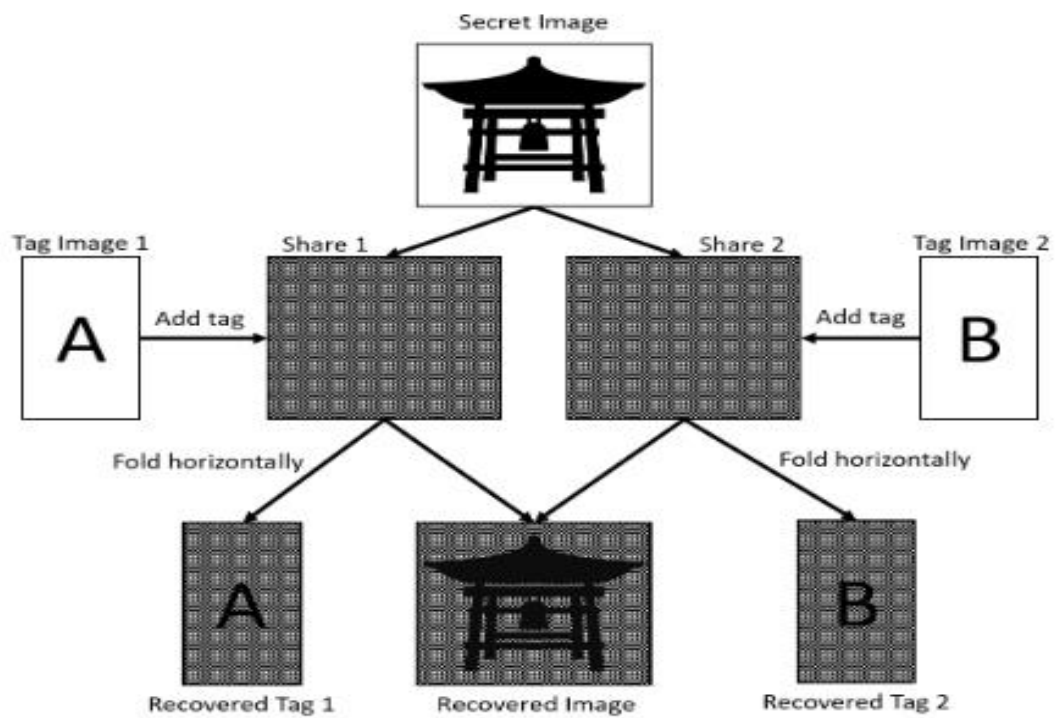 Secret Image
Tag Image 1
Share 1
Share 2
Tag Image 2
A
Add tag
Add tag
B
Fold horizontally
Fold horizontally
A
B
Recovered Tag 1
Recovered Image
Recovered Tag 2